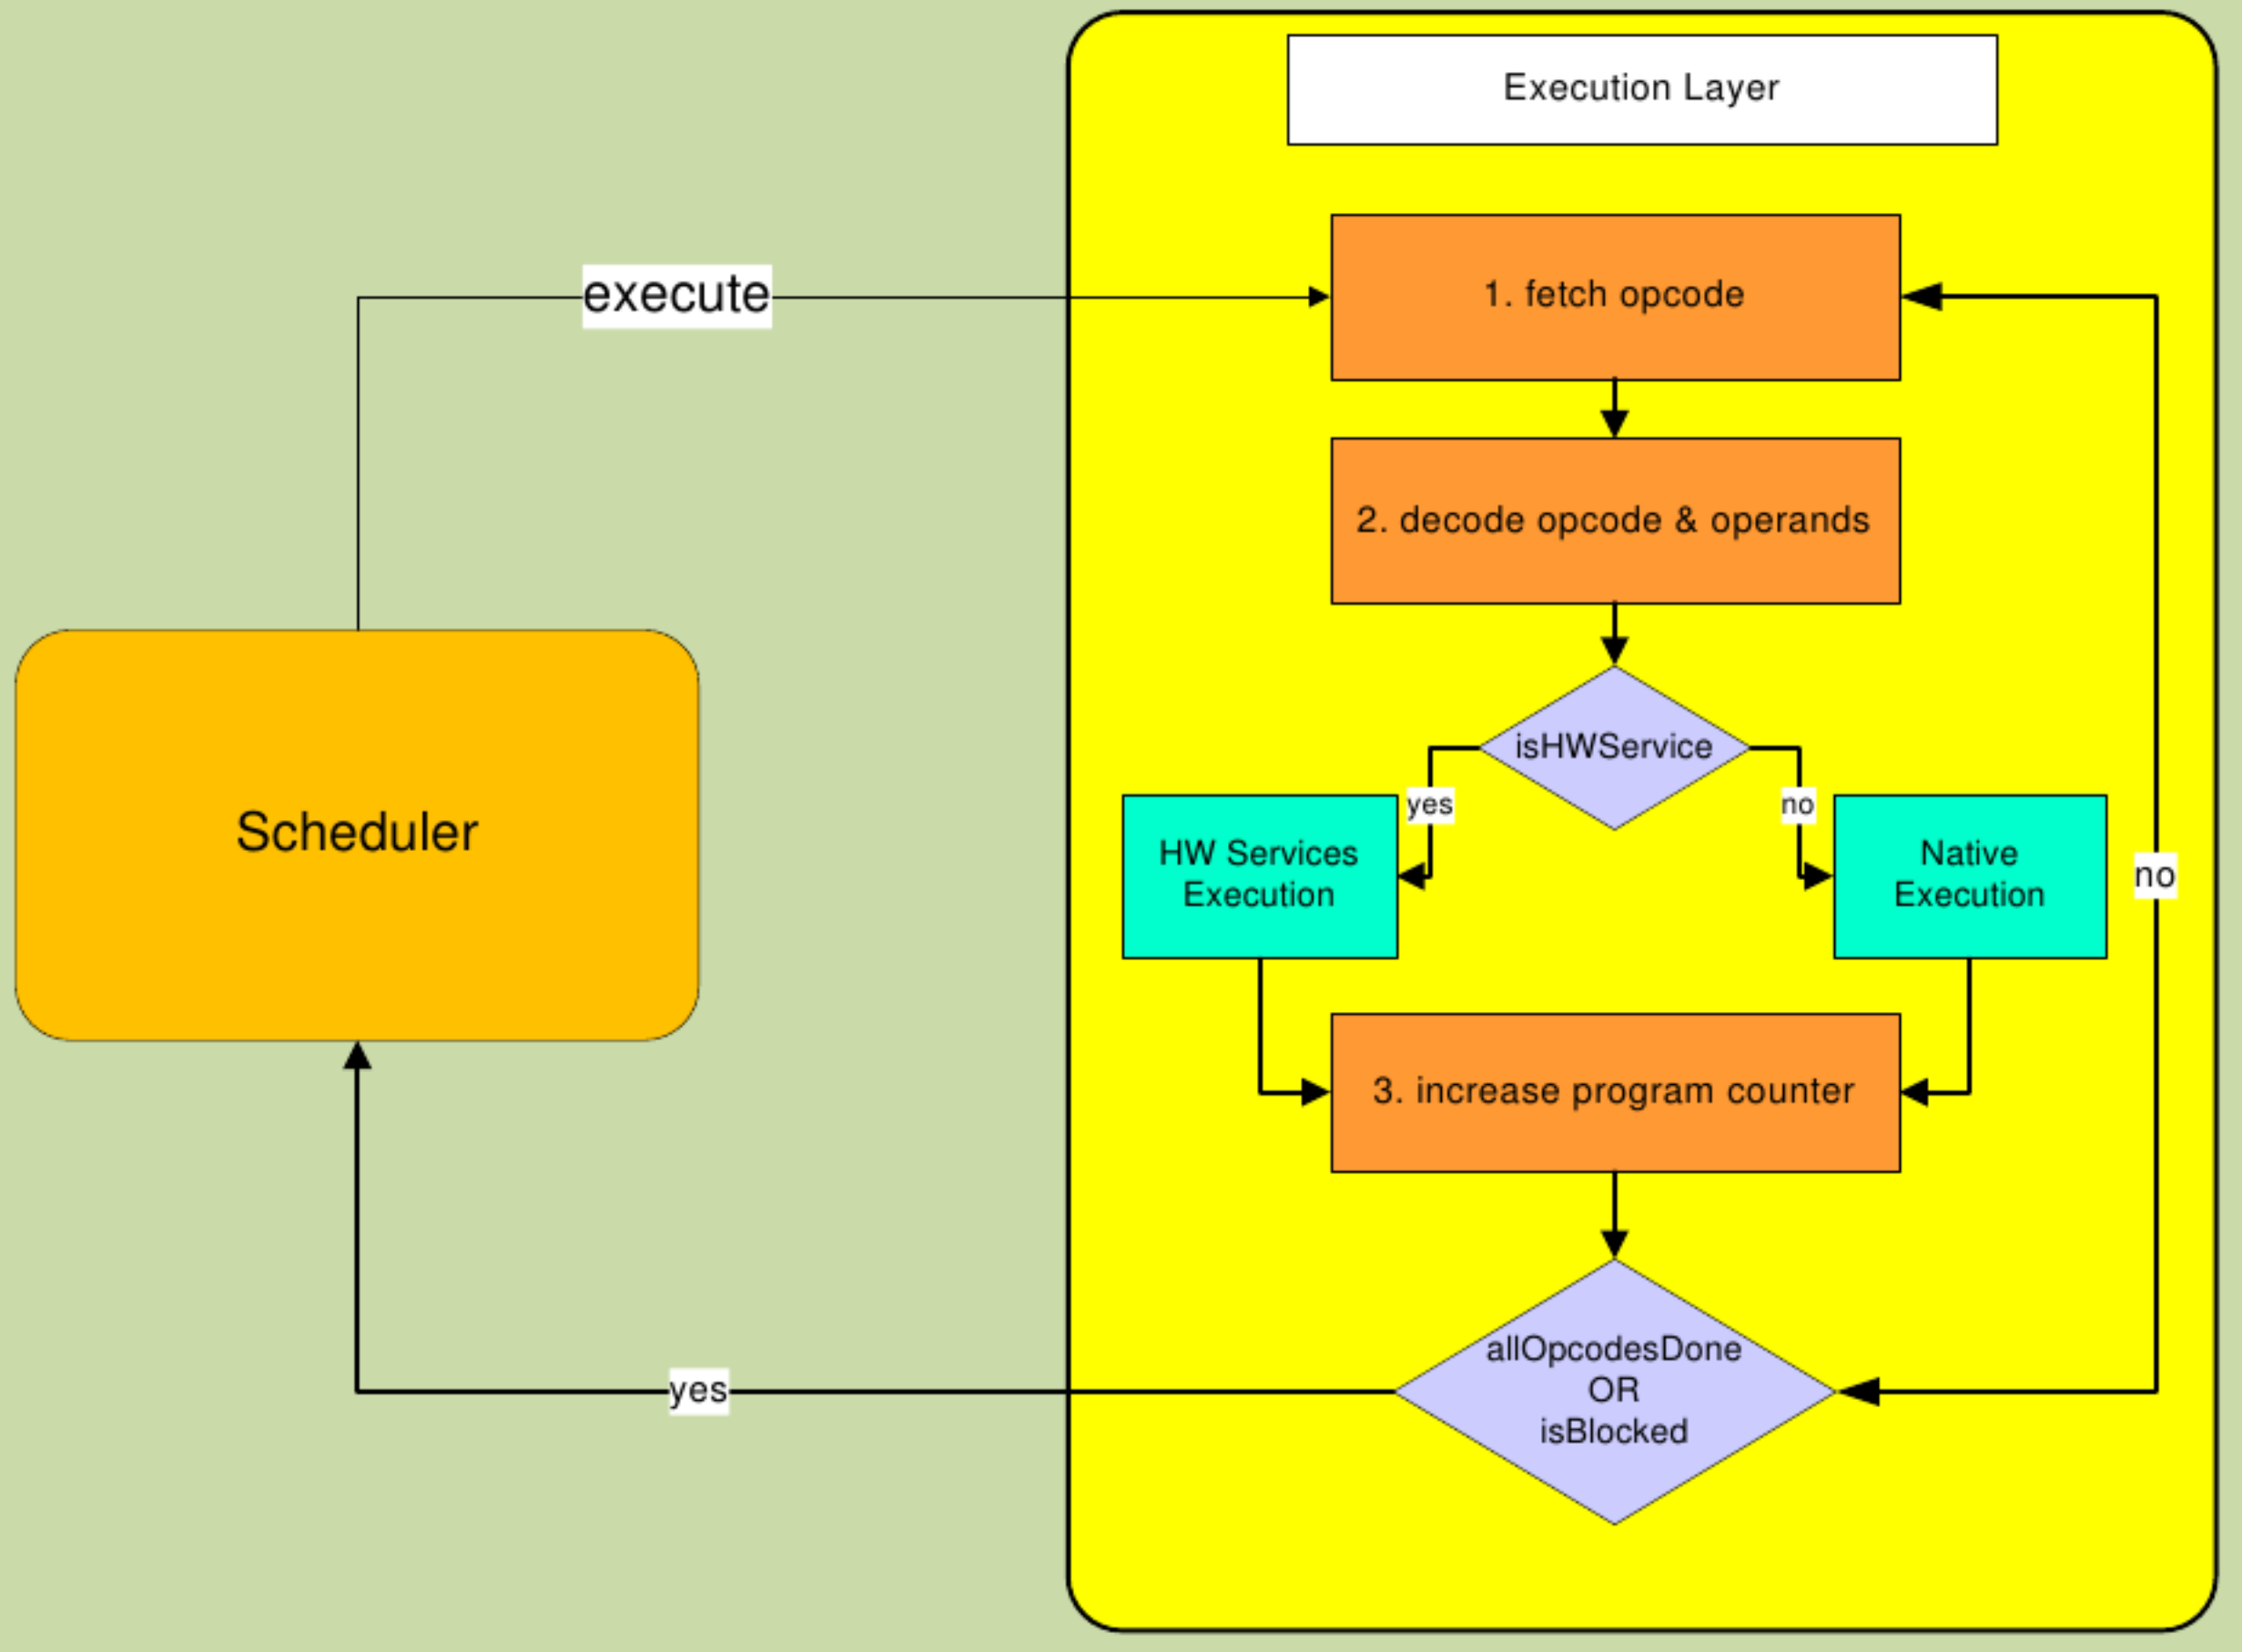 Execution Layer
execute
1. fetch opcode
2. decode opcode & operands
isHWService
yes
no
HW Services
Execution
Native
Execution
no
Scheduler
3. increase program counter
allOpcodesDone
OR
isBlocked
yes